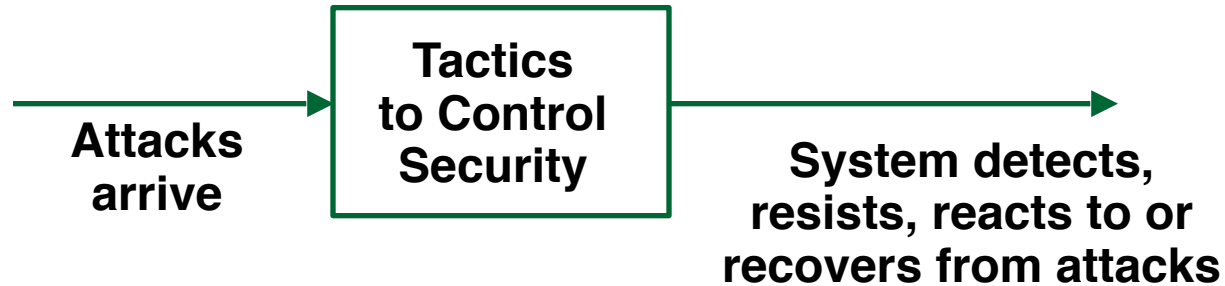 Attacks
arrive
Tactics
to Control
Security
System detects,
resists, reacts to or
recovers from attacks